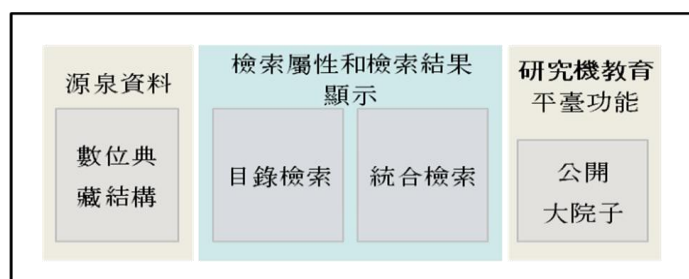 源泉資料
數位典
藏結構
檢索屬性和檢索結果
顯示
目錄檢索
統合檢索
研究機教育
平臺功能
公開
大院子